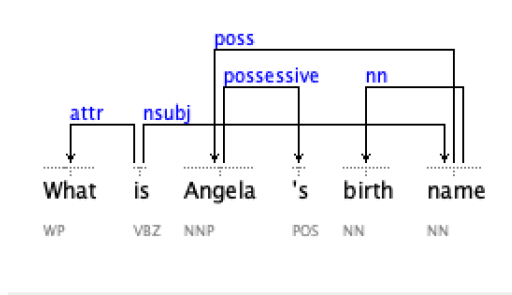 poss
possessive nn
attr nsubj
What is Angela 's birth name
WP VBZ NNP POS NN NN